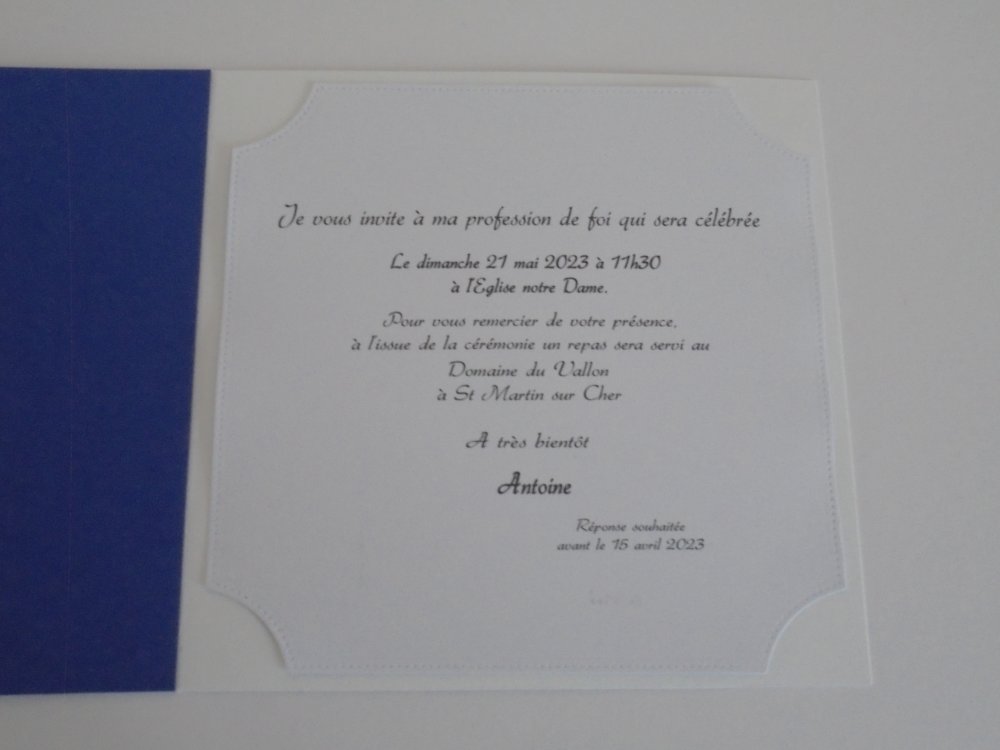 Je vous invite à ma profession de foi qui sera célébrée
Le dimanche 21 mai 2023 à 11h30
à l'Eglise notre Dame.
Pour vous remercier de votre présence,
à l'issue de la cérémonie un repas sera servi au
Domaine du Vallon
à St Martin sur Cher
A très bientôt
Antoine
Réponse souhaitée
avant le 15 avril 2023